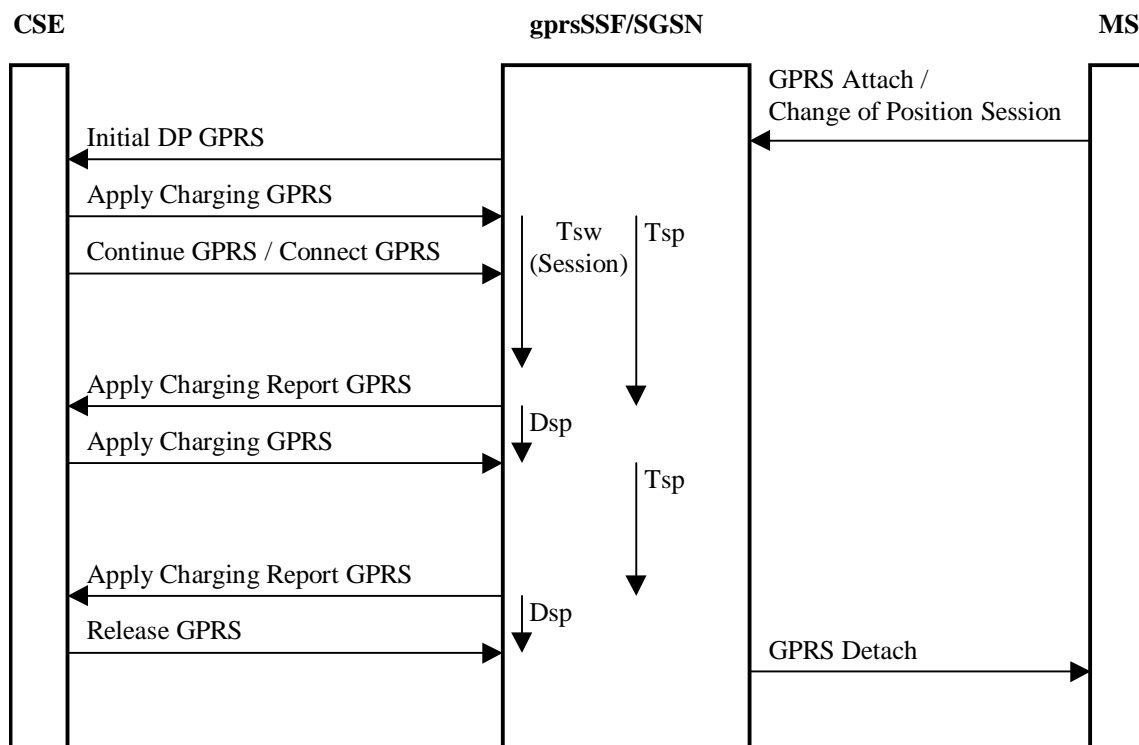 CSE
gprsSSF/SGSN
MS
GPRS Attach /
Change of Position Session
Initial DP GPRS
Apply Charging GPRS
Tsw
(Session)
Tsp
Continue GPRS / Connect GPRS
Apply Charging Report GPRS
Dsp
Apply Charging GPRS
Tsp
Apply Charging Report GPRS
Dsp
Release GPRS
GPRS Detach